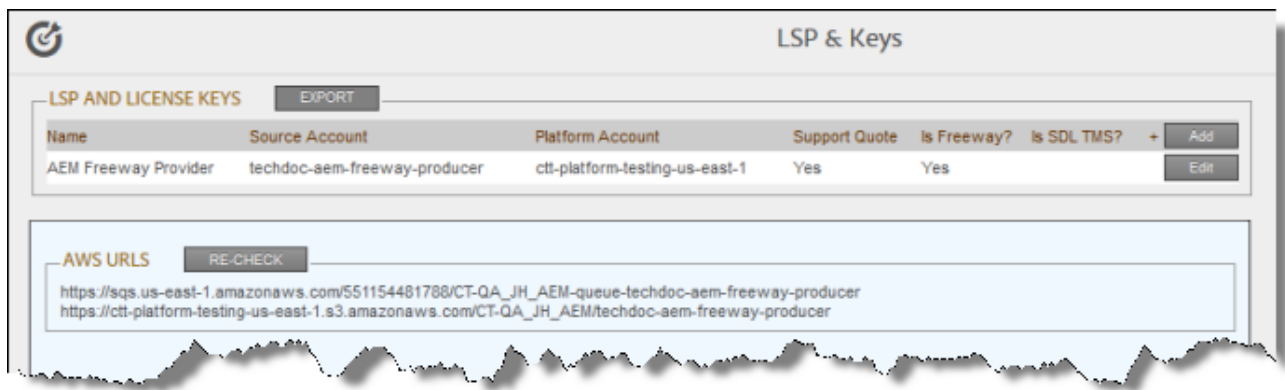 LSP & Keys
LSP AND LICENSE KEYS EXPORT
Name Source Account Platform Account Support Quote Is Freeway? Is SDL TMS? + Add
AEM Freeway Provider techdoc-aem-freeway-producer ctt-platform-testing-us-east-1 Yes Yes Edit
AWS URLS RE-CHECK
https://sqs.us-east-1.amazonaws.com/551154481788/CT-QA_JH_AEM-queue-techdoc-aem-freeway-producer
https://ctt-platform-testing-us-east-1.s3.amazonaws.com/CT-QA_JH_AEM/techdoc-aem-freeway-producer